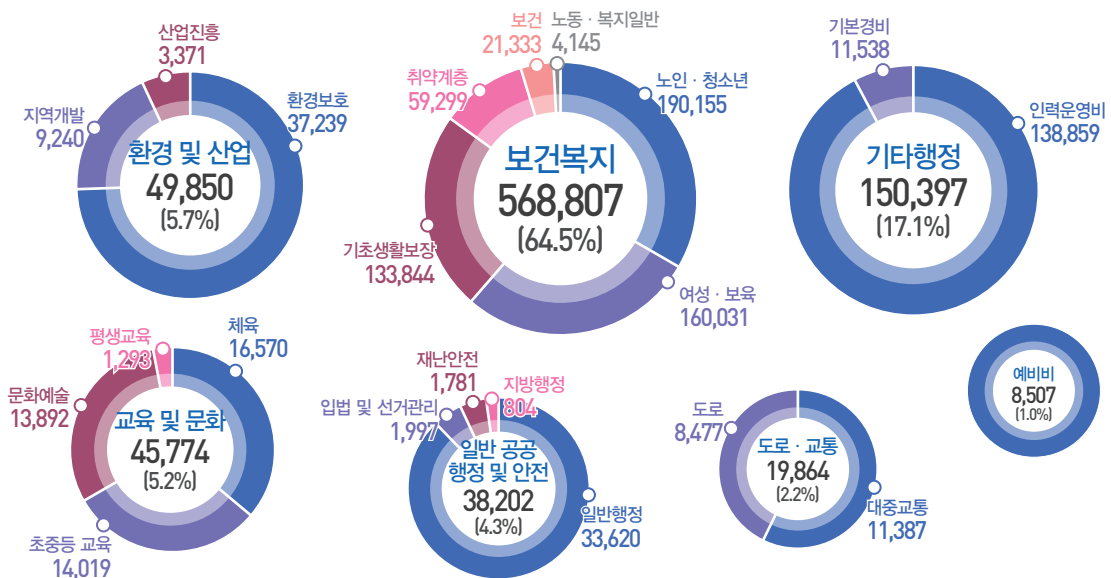 산업진흥
3,371
지역개발
9,240
환경보호
37,239
환경 및 산업
49,850
(5.7%)
보건
21,333
노동 · 복지일반
4,145
취약계층
59,299
노인 · 청소년
190,155
보건복지
568,807
(64.5%)
기초생활보장
133,844
여성 · 보육
160,031
기본경비
11,538
인력운영비
138,859
기타행정
150,397
(17.1%)
평생교육
1,293
체육
16,570
문화예술
13,892
교육 및 문화
45,774
(5.2%)
초중등 교육
14,019
재난안전
1,781
지방행정
804
입법 및 선거관리
1,997
일반 공공
행정 및 안전
38,202
(4.3%)
일반행정
33,620
도로
8,477
도로 · 교통
19,864
(2.2%)
대중교통
11,387
예비비
8,507
(1.0%)